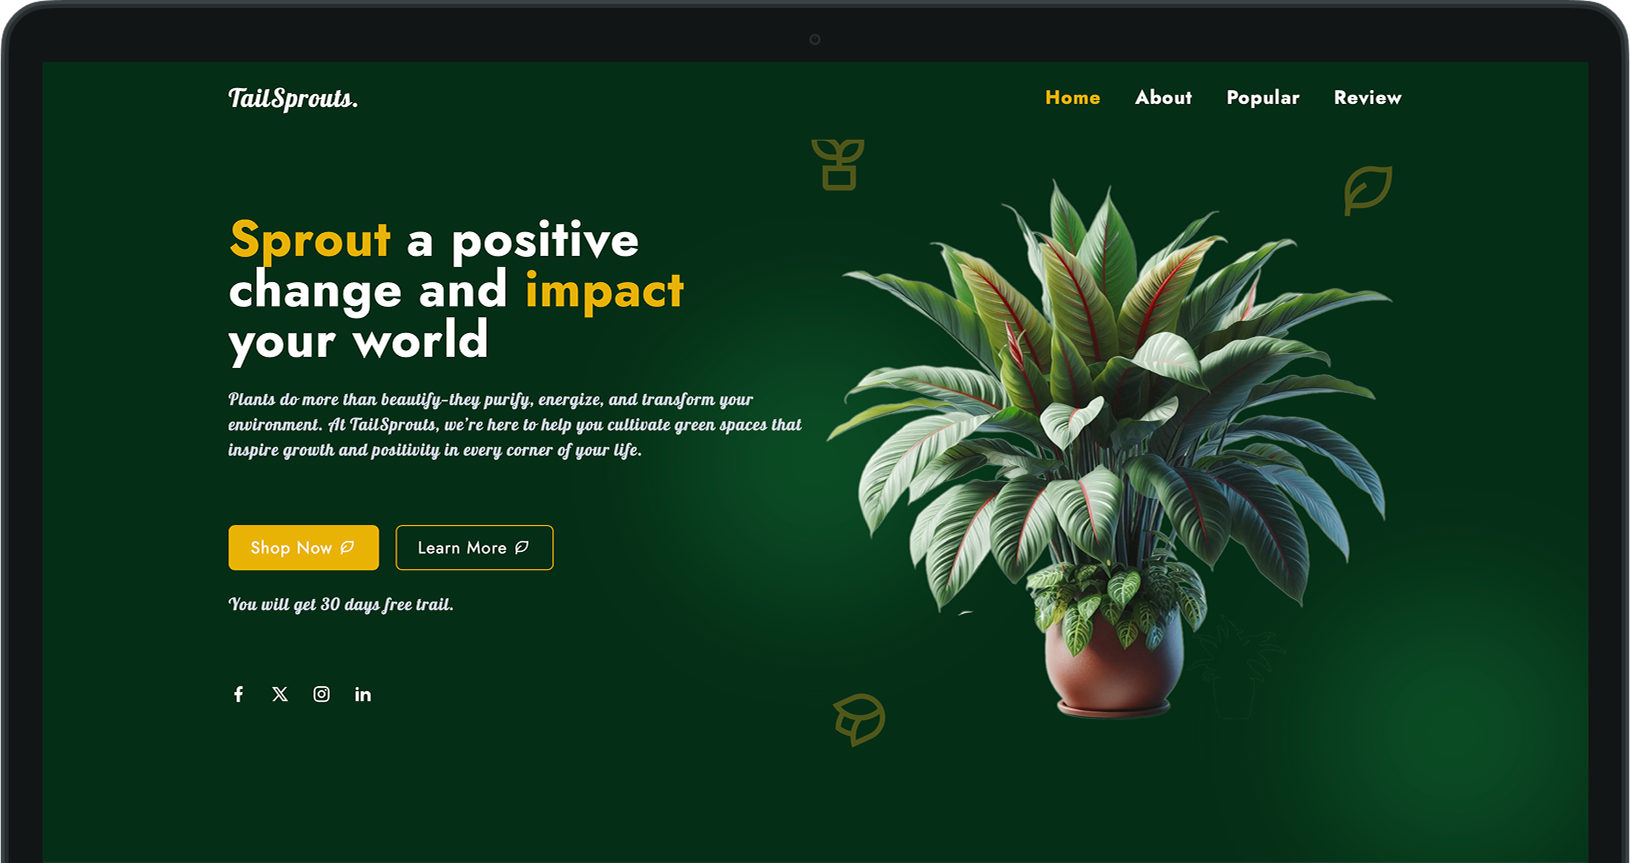 TailSprouts.
Home About Popular Review
Sprout a positive
change and impact
your world
Plants do more than beautify–they purify, energize, and transform your
environment. At TailSprouts, we're here to help you cultivate green spaces that
inspire growth and positivity in every corner of your life.
Shop Now Learn More
You will get 30 days free trail.